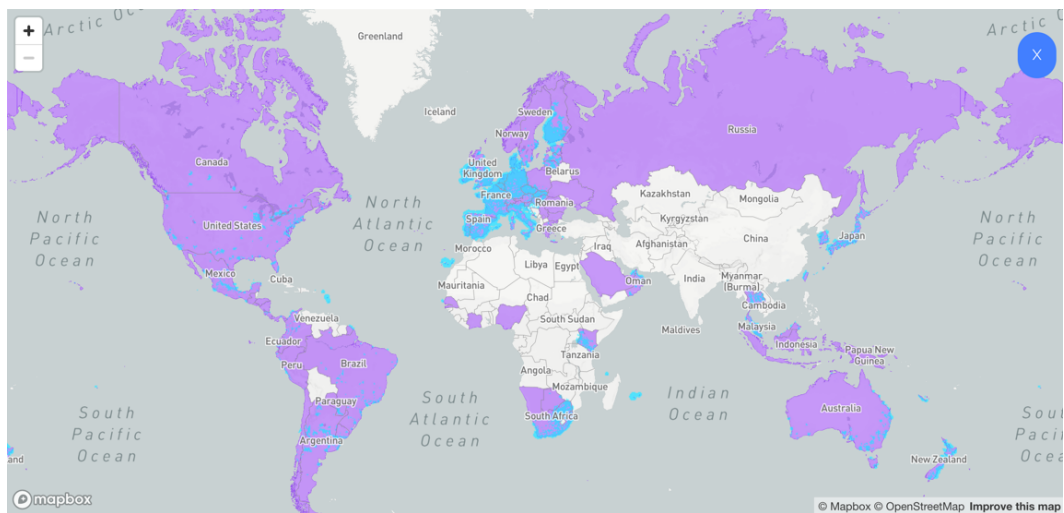 +
−
Arctic Oc
Greenland
Arctic O
X
Iceland
Sweden
Norway
Russia
Canada
United
Kingdom
Belarus
France
Romania
Kazakhstan
Mongolia
North
Pacific
Ocean
United States
North
Atlantic
Ocean
Spain
Greece
Kyrgyzstan
Japan
North
Pacific
Ocean
Morocco
Iraq
Afghanistan
China
Mexico
Cuba
Libya
Egypt
Oman
India
Myanmar
(Burma)
Mauritania
Chad
Cambodia
Venezuela
South Sudan
Maldives
Malaysia
Ecuador
Indonesia
Papua New
Guinea
Peru
Brazil
Tanzania
Angola
Mozambique
Paraguay
South
Pacific
Ocean
South
Atlantic
Ocean
South Africa
Indian
Ocean
Australia
Sou
Pacif
Oc
Argentina
and
New Zealand
mapbox
© Mapbox © OpenStreetMap Improve this map